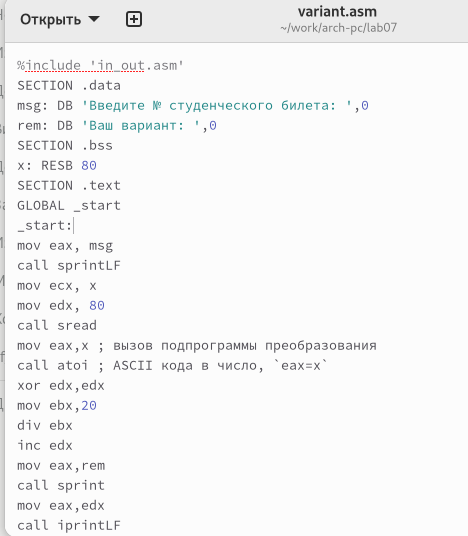 Открыть
variant.asm
~/work/arch-pc/lab07
%include 'in_out.asm'
SECTION .data
msg: DB 'Введите № студенческого билета: ',0
rem: DB 'Ваш вариант: ',0
SECTION .bss
x: RESB 80
SECTION .text
GLOBAL _start
_start:
mov eax, msg
call sprintLF
mov ecx, x
mov edx, 80
call sread
mov eax,x ; вызов подпрограммы преобразования
call atoi ; ASCII кода в число, `eax=x`
xor edx,edx
mov ebx,20
div ebx
inc edx
mov eax,rem
call sprint
mov eax,edx
call iprintLF